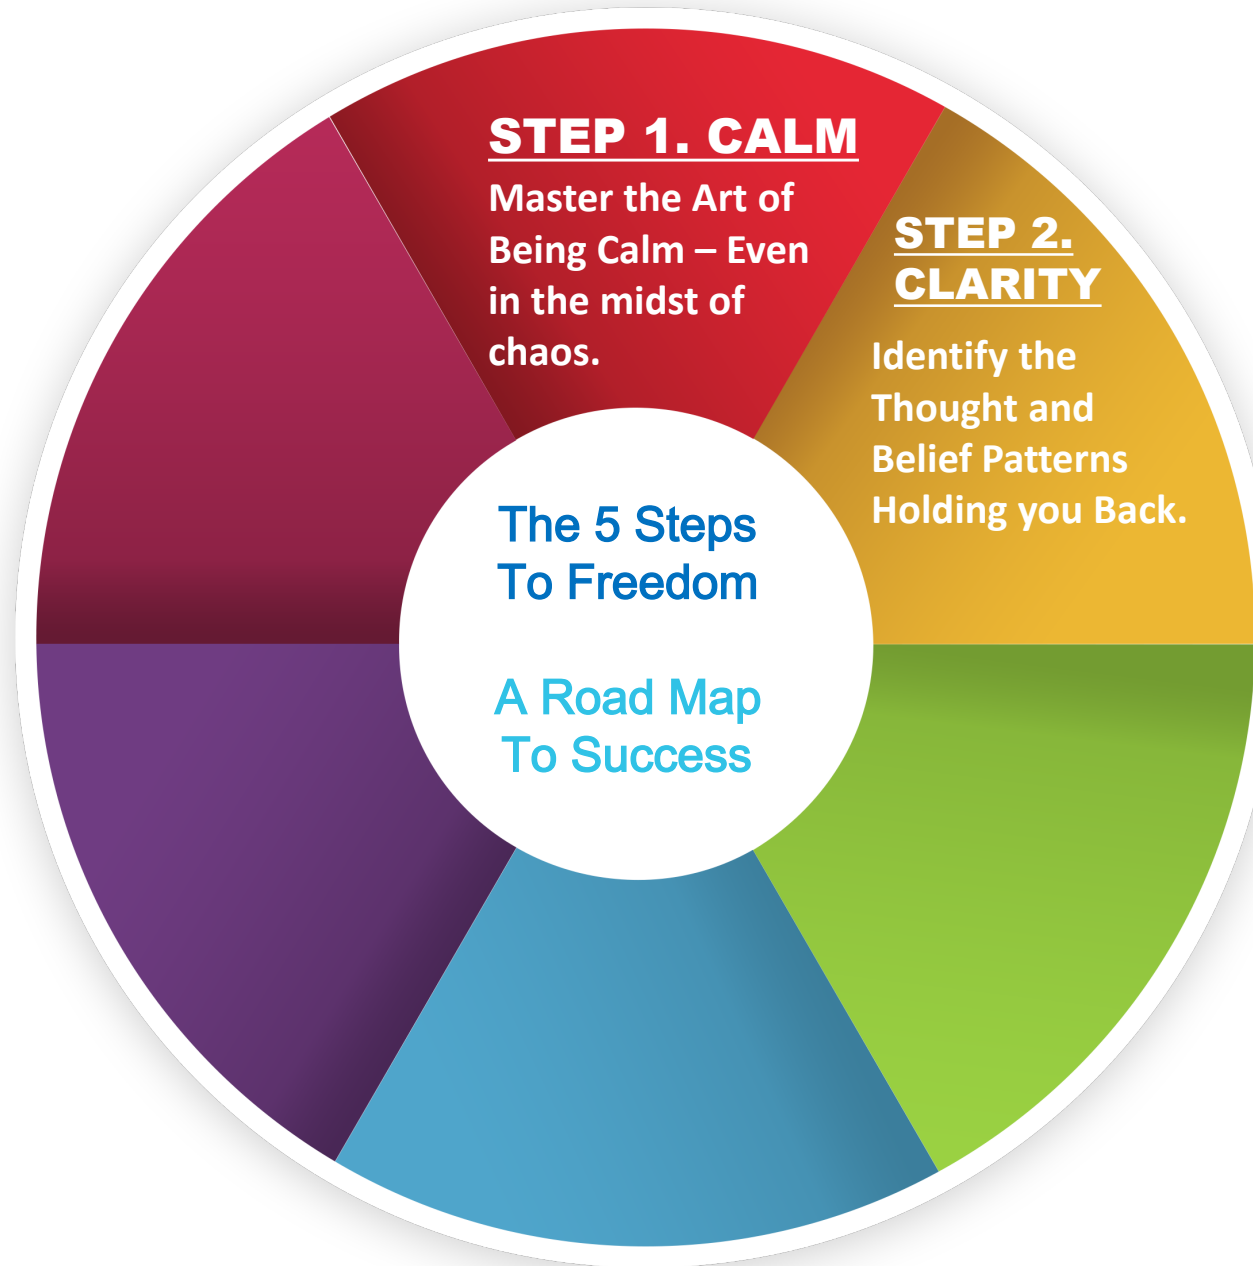 STEP 1. CALM
Master the Art of
Being Calm – Even
in the midst of
chaos.
STEP 2.
CLARITY
Identify the
Thought and
Belief Patterns
Holding you Back.
The 5 Steps
To Freedom
A Road Map
To Success